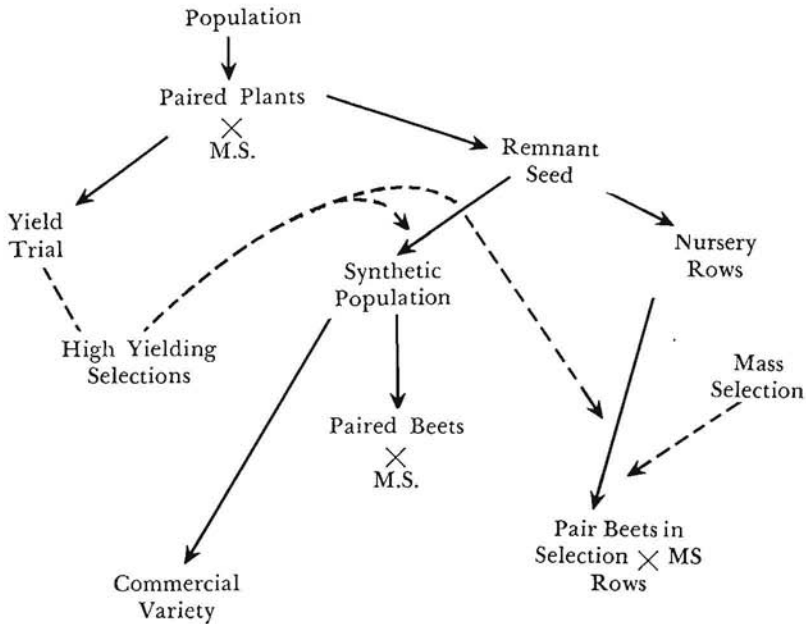 Population
Paired Plants
×
M.S.
Remnant
Seed
Yield
Trial
Nursery
Rows
Synthetic
Population
High Yielding
Selections
Mass
Selection
Paired Beets
×
M.S.
Pair Beets in
Selection × MS
Rows
Commercial
Variety